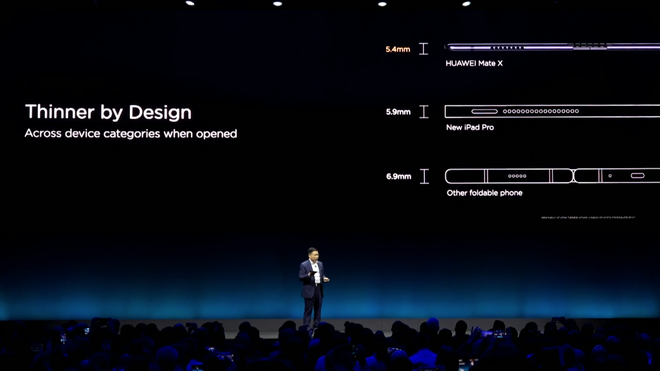 Thinner by Design
Across device categories when opened
5.4mm
HUAWEI Mate X
5.9mm
New iPad Pro
6.9mm
Other foldable phone